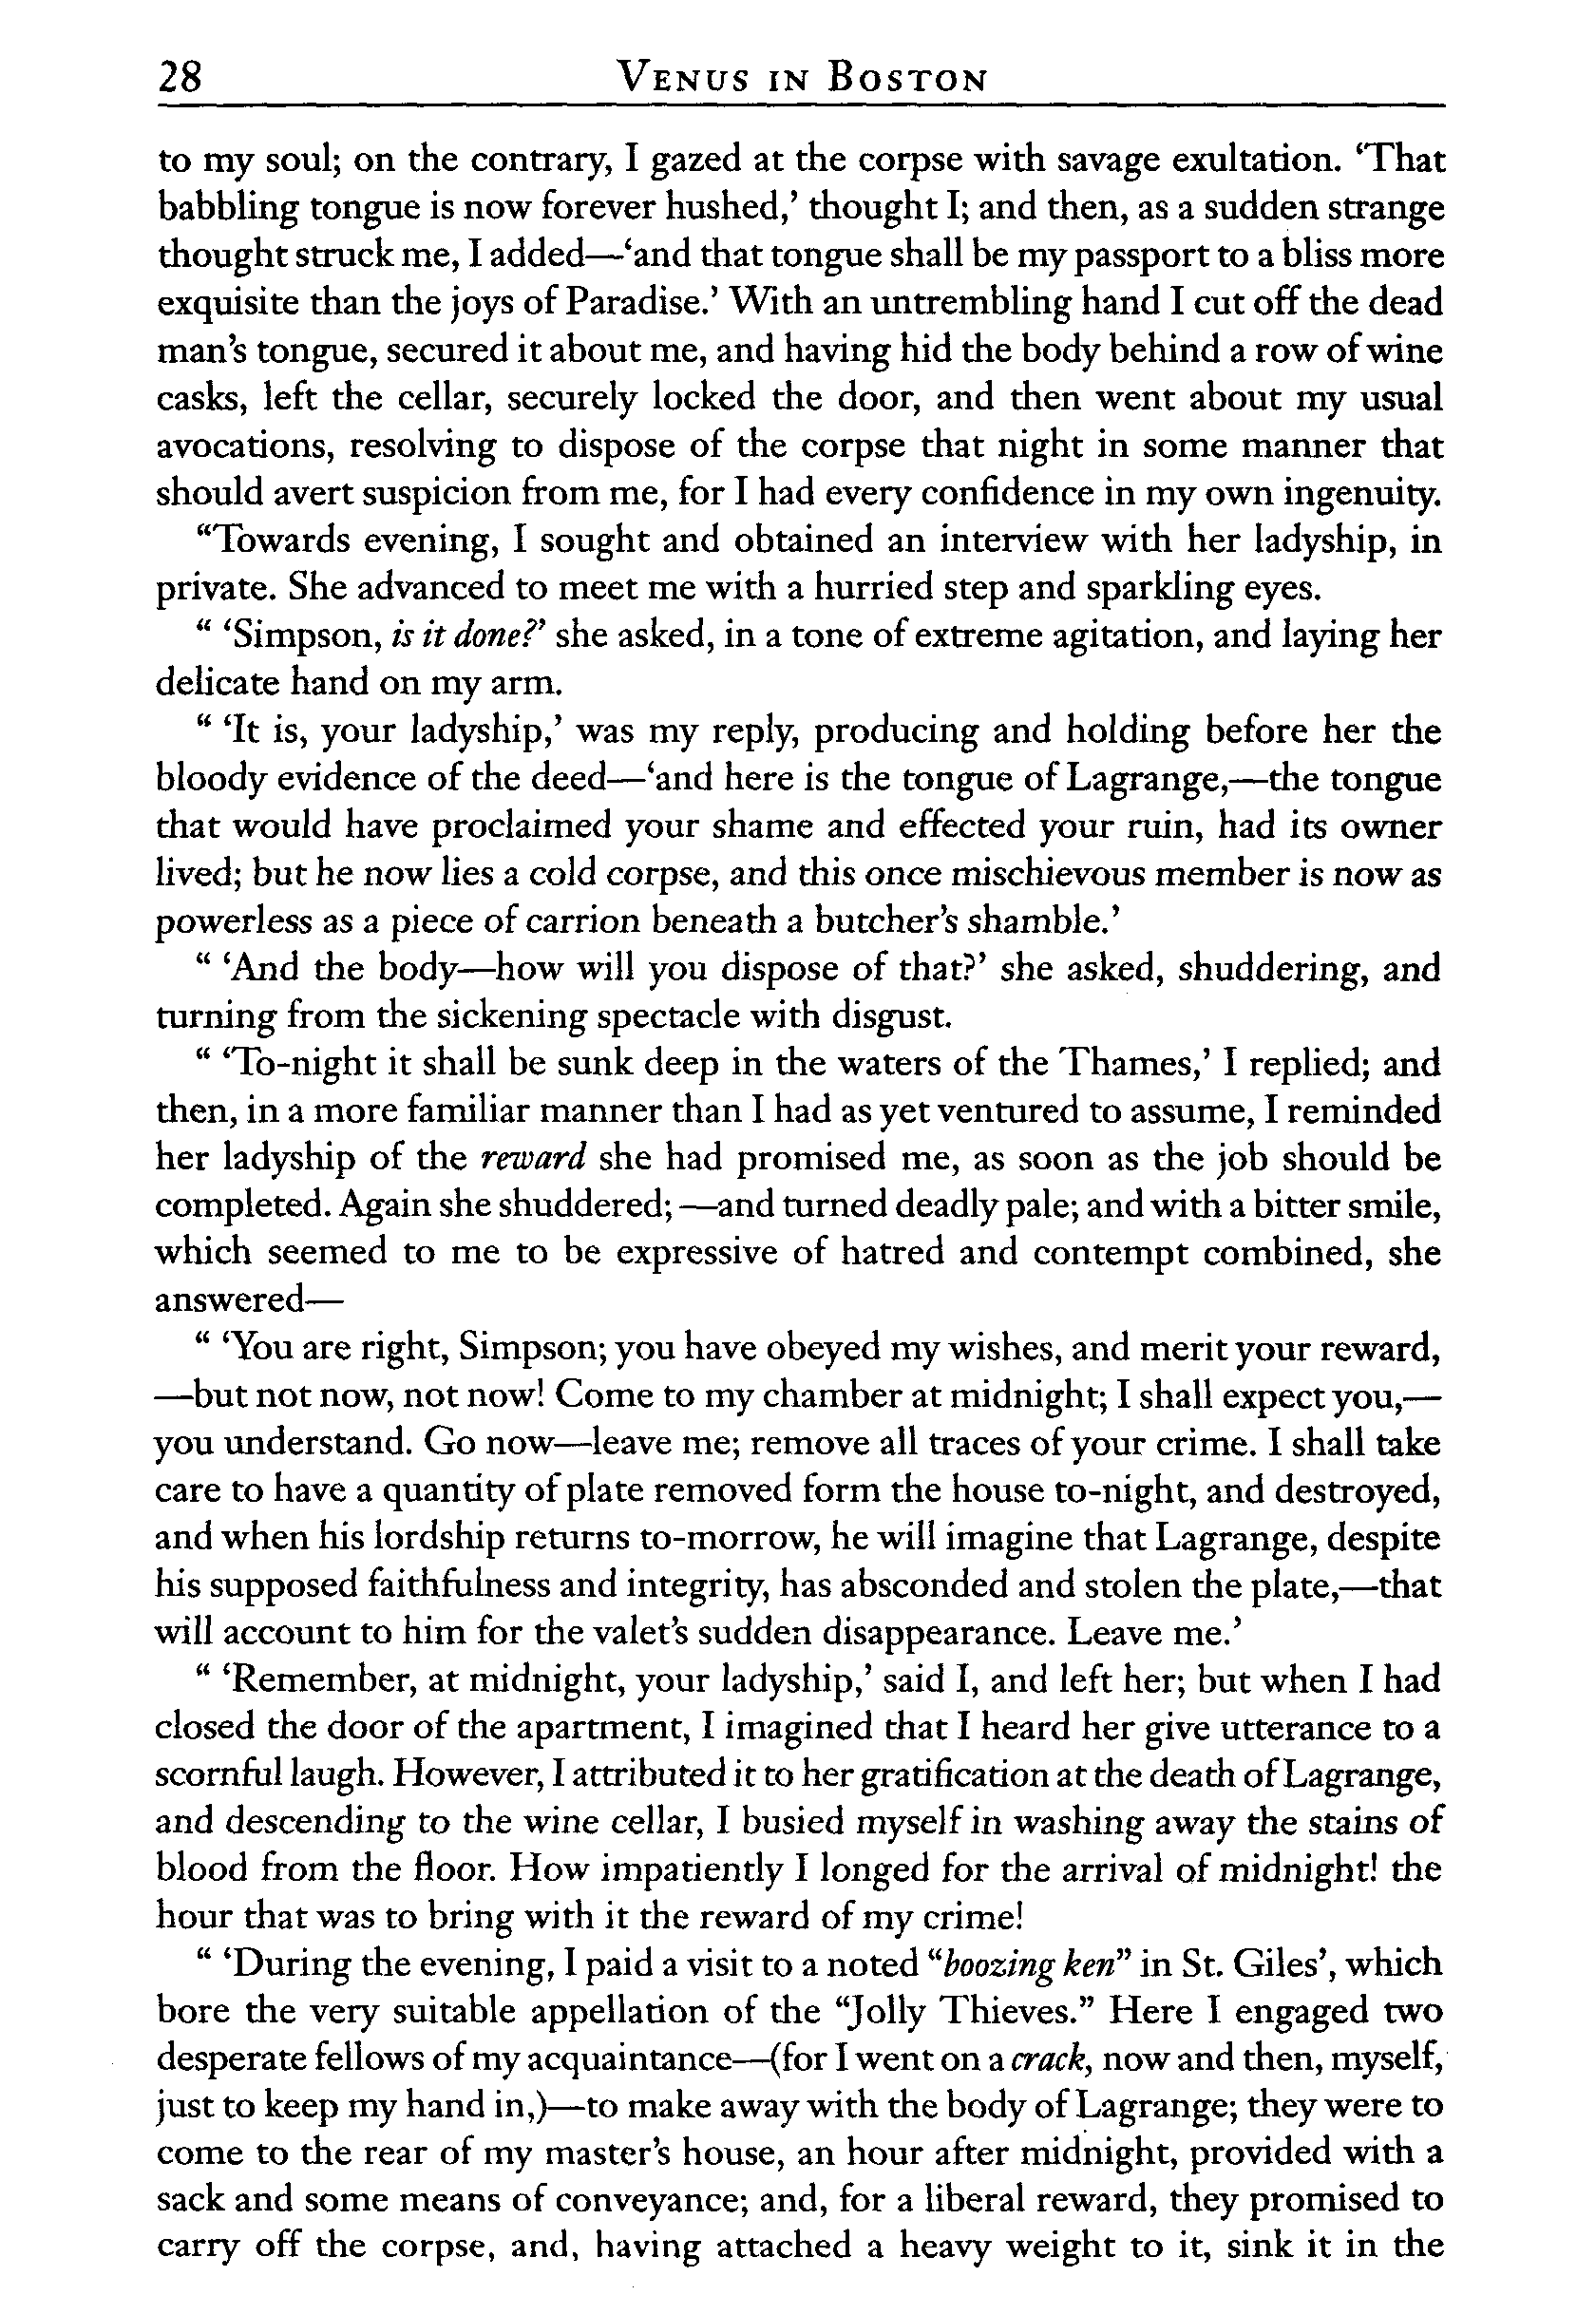 28 VENUS IN BOSTON
to my soul; on the contrary, I gazed at the corpse with savage exultation. ‘That
babbling tongue is now forever hushed,’ thought I; and then, as a sudden strange
thought struck me, I added—‘and that tongue shall be my passport to a bliss more
exquisite than the joys of Paradise.’ With an untrembling hand I cut off the dead
man’s tongue, secured it about me, and having hid the body behind a row of wine
casks, left the cellar, securely locked the door, and then went about my usual
avocations, resolving to dispose of the corpse that night in some manner that
should avert suspicion from me, for I had every confidence in my own ingenuity.
“Towards evening, I sought and obtained an interview with her ladyship, in
private. She advanced to meet me with a hurried step and sparkling eyes.
“ ‘Simpson, is it done?’ she asked, in a tone of extreme agitation, and laying her
delicate hand on my arm.
“ ‘It is, your ladyship,’ was my reply, producing and holding before her the
bloody evidence of the deed—‘and here is the tongue of Lagrange,—the tongue
that would have proclaimed your shame and effected your ruin, had its owner
lived; but he now lies a cold corpse, and this once mischievous member is now as
powerless as a piece of carrion beneath a butcher’s shamble.’
“ ‘And the body—how will you dispose of that?’ she asked, shuddering, and
turning from the sickening spectacle with disgust.
“ ‘To-night it shall be sunk deep in the waters of the Thames,’ I replied; and
then, in a more familiar manner than I had as yet ventured to assume, I reminded
her ladyship of the reward she had promised me, as soon as the job should be
completed. Again she shuddered; —and turned deadly pale; and with a bitter smile,
which seemed to me to be expressive of hatred and contempt combined, she
answered—
“ ‘You are right, Simpson; you have obeyed my wishes, and merit your reward,
—but not now, not now! Come to my chamber at midnight; I shall expect you,—
you understand. Go now—leave me; remove all traces of your crime. I shall take
care to have a quantity of plate removed form the house to-night, and destroyed,
and when his lordship returns to-morrow, he will imagine that Lagrange, despite
his supposed faithfulness and integrity, has absconded and stolen the plate,—that
will account to him for the valet’s sudden disappearance. Leave me.’
“ ‘Remember, at midnight, your ladyship,’ said I, and left her; but when I had
closed the door of the apartment, I imagined that I heard her give utterance to a
scornful laugh. However, I attributed it to her gratification at the death of Lagrange,
and descending to the wine cellar, I busied myself in washing away the stains of
blood from the floor. How impatiently I longed for the arrival of midnight! the
hour that was to bring with it the reward of my crime!
“ ‘During the evening, I paid a visit to a noted “boozing ken” in St. Giles’, which
bore the very suitable appellation of the “Jolly Thieves.” Here I engaged two
desperate fellows of my acquaintance—(for I went on a crack, now and then, myself,
just to keep my hand in,)—to make away with the body of Lagrange; they were to
come to the rear of my master’s house, an hour after midnight, provided with a
sack and some means of conveyance; and, for a liberal reward, they promised to
carry off the corpse, and, having attached a heavy weight to it, sink it in the